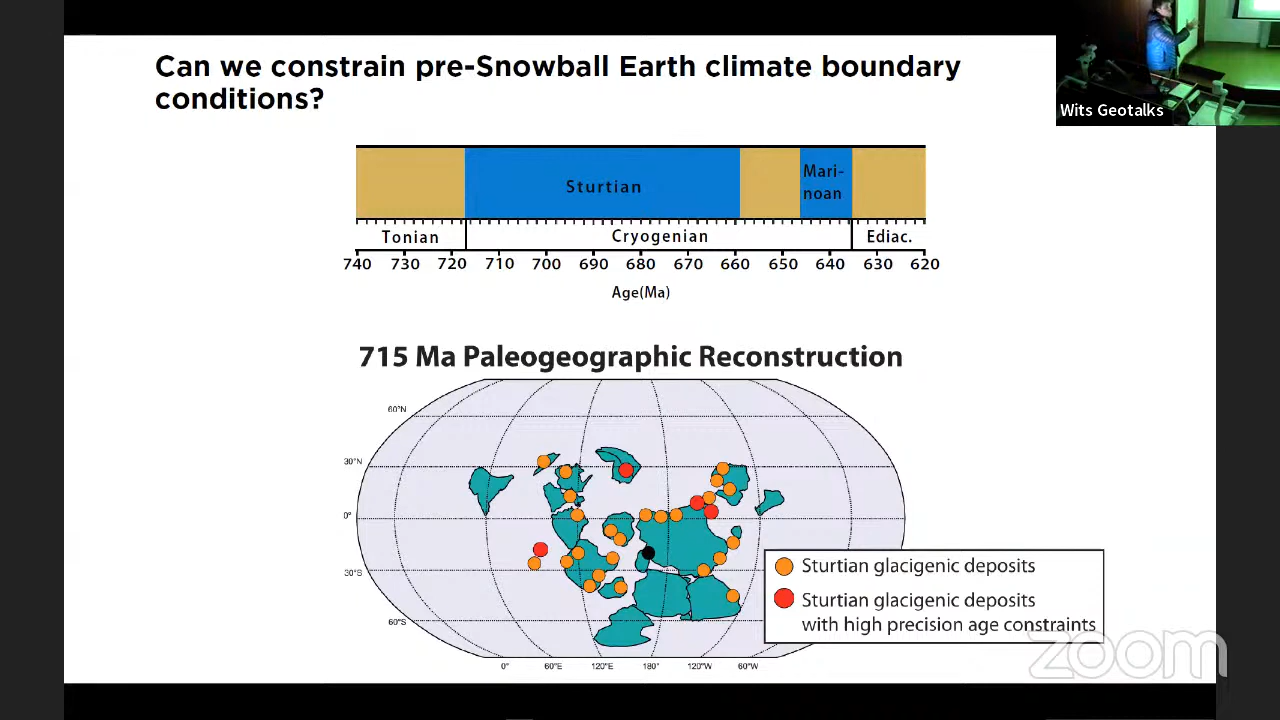 Can we constrain pre-Snowball Earth climate boundary
conditions?
Wits Geotalks
Sturtian
Mari-
noan
Tonian
Cryogenian
Ediac.
740 730 720 710 700 690 680 670 660 650 640 630 620
Age(Ma)
715 Ma Paleogeographic Reconstruction
60°N
30°N
0°
30°S
60°S
0° 60°E 120°E 180° 120°W 60°W
Sturtian glacigenic deposits
Sturtian glacigenic deposits
with high precision age constraints
zoom